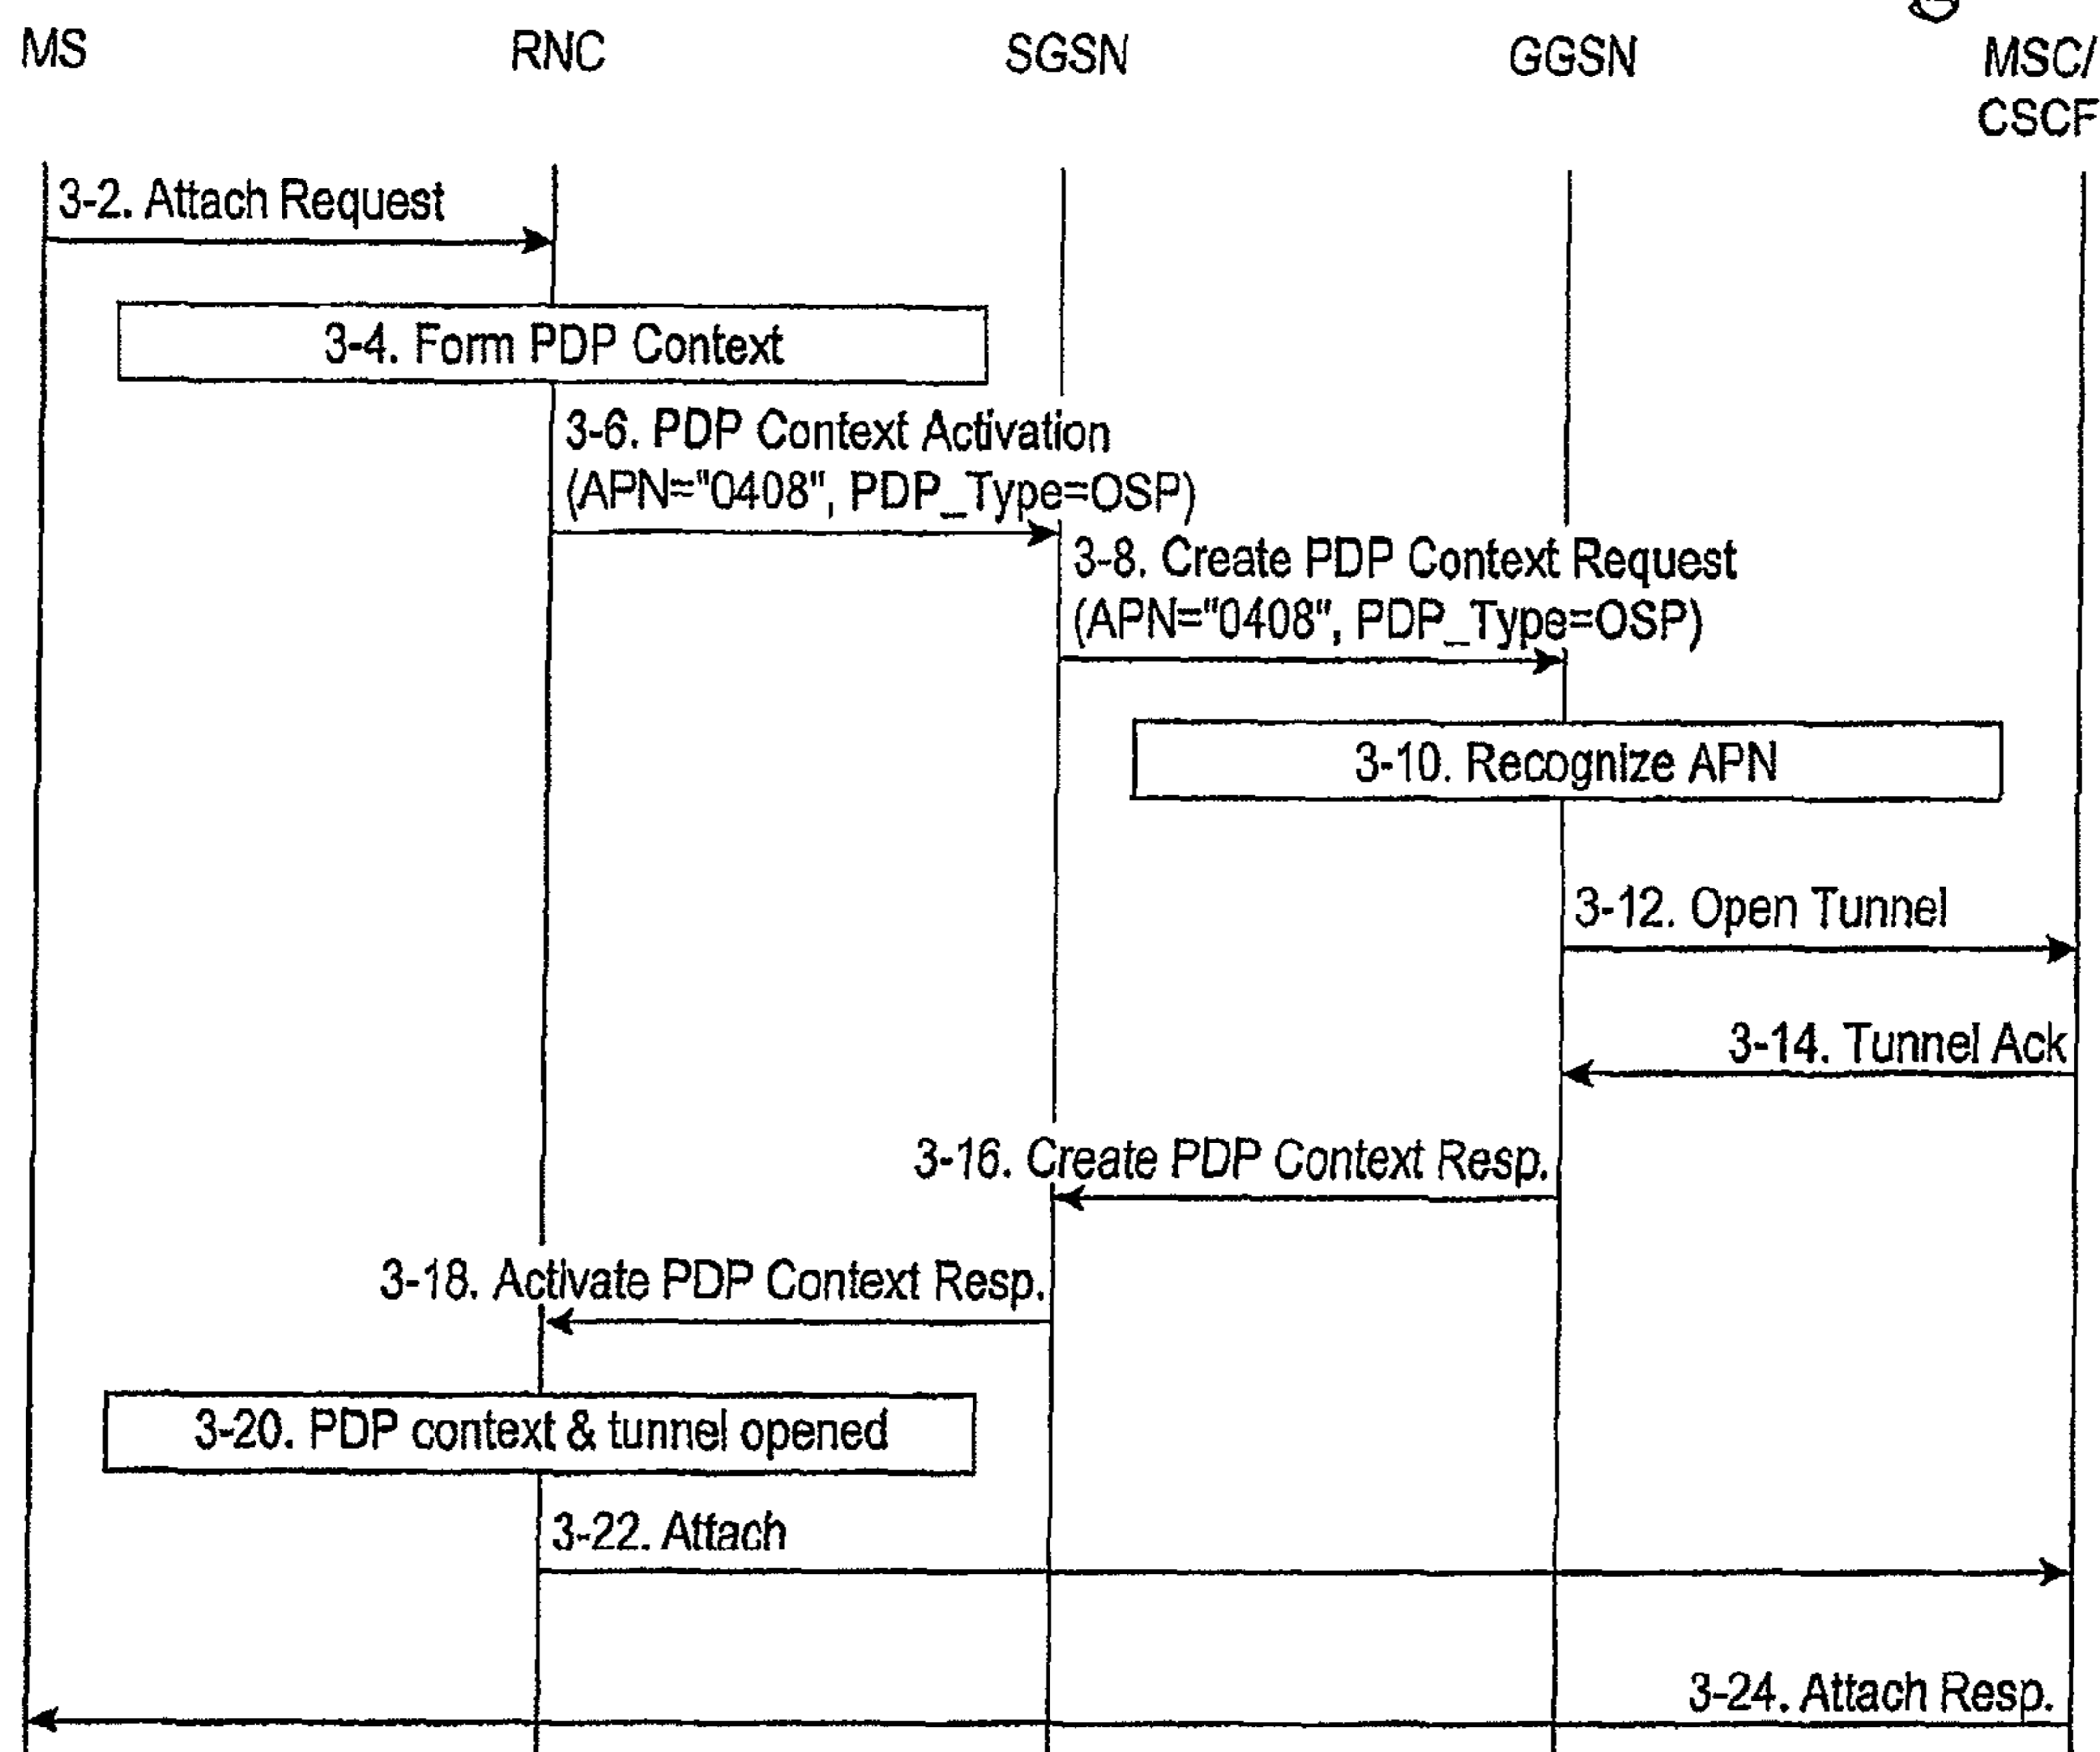 MS
RNC
SGSN
GGSN
MSC/
CSCF
3-2. Attach Request
3-4. Form PDP Context
3-6. PDP Context Activation
(APN="0408", PDP_Type=OSP)
3-8. Create PDP Context Request
(APN="0408", PDP_Type=OSP)
3-10. Recognize APN
3-12. Open Tunnel
3-14. Tunnel Ack
3-16. Create PDP Context Resp.
3-18. Activate PDP Context Resp.
3-20. PDP context & tunnel opened
3-22. Attach
3-24. Attach Resp.